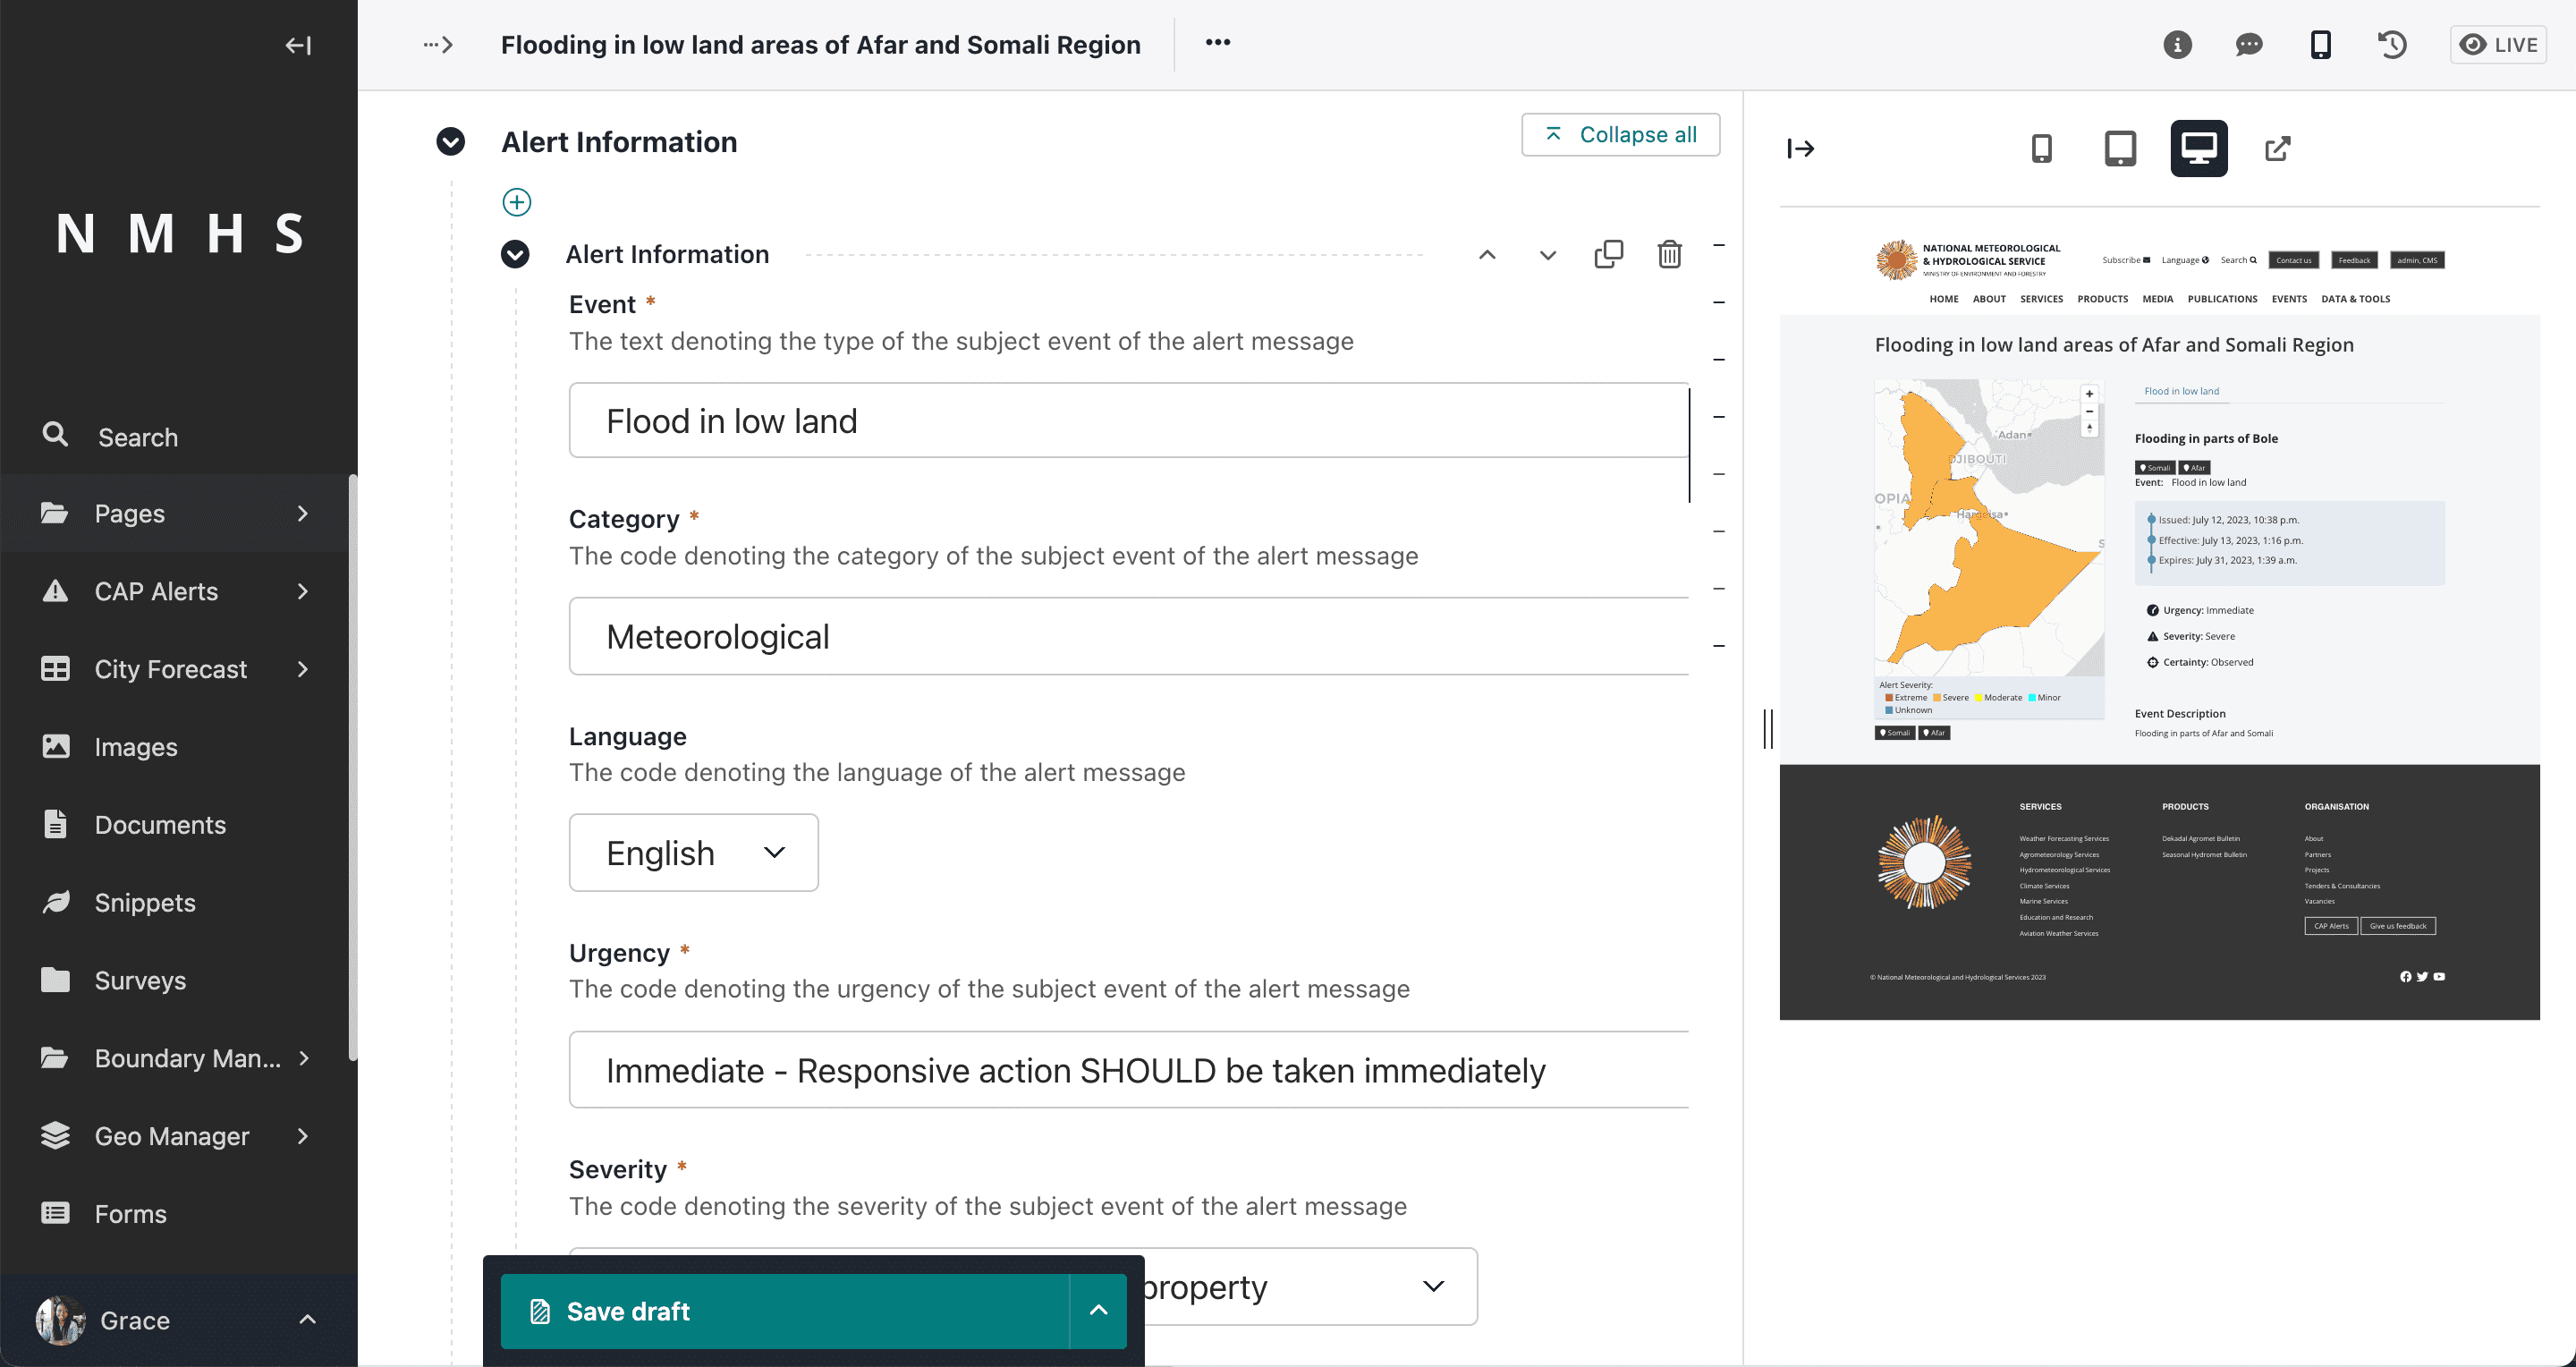 NMHS
Search
Pages
CAP Alerts
City Forecast
Images
Documents
Snippets
Surveys
Boundary Man...
Geo Manager
Forms
Grace
Flooding in low land areas of Afar and Somali Region
LIVE
Alert Information
Collapse all
Alert Information
Event *
The text denoting the type of the subject event of the alert message
Flood in low land
Category *
The code denoting the category of the subject event of the alert message
Meteorological
Language
The code denoting the language of the alert message
English
Urgency *
The code denoting the urgency of the subject event of the alert message
Immediate - Responsive action SHOULD be taken immediately
Severity *
The code denoting the severity of the subject event of the alert message
property
Save draft
NATIONAL METEOROLOGICAL
& HYDROLOGICAL SERVICE
MINISTRY OF ENVIRONMENT AND FORESTRY
Subscribe Language Search Contact us Feedback admin, CMS
HOME ABOUT SERVICES PRODUCTS MEDIA PUBLICATIONS EVENTS DATA & TOOLS
Flooding in low land areas of Afar and Somali Region
Adan
DJIBOUTI
OPIA
Hargeisa
S
Alert Severity:
Extreme Severe Moderate Minor
Unknown
Somali Afar
Flood in low land
Flooding in parts of Bole
Somali Afar
Event: Flood in low land
Issued: July 12, 2023, 10:38 p.m.
Effective: July 13, 2023, 1:16 p.m.
Expires: July 31, 2023, 1:39 a.m.
Urgency: Immediate
Severity: Severe
Certainty: Observed
Event Description
Flooding in parts of Afar and Somali
SERVICES
Weather Forecasting Services
Agrometeorology Services
Hydrometeorological Services
Climate Services
Marine Services
Education and Research
Aviation Weather Services
PRODUCTS
Dekadal Agromet Bulletin
Seasonal Hydromet Bulletin
ORGANISATION
About
Partners
Projects
Tenders & Consultancies
Vacancies
CAP Alerts Give us feedback
© National Meteorological and Hydrological Services 2023